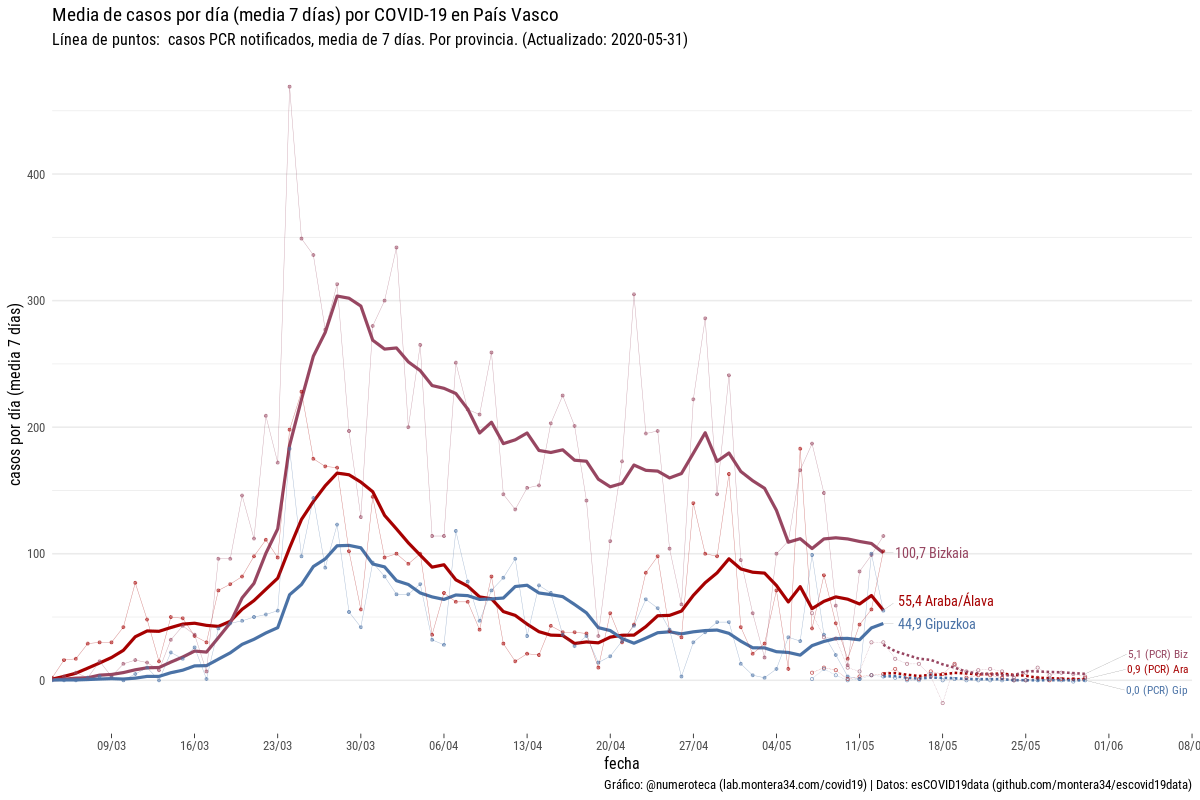 Media de casos por día (media 7 días) por COVID-19 en País Vasco
Línea de puntos:  casos PCR notificados, media de 7 días. Por provincia. (Actualizado: 2020-05-31)
casos por día (media 7 días)
400
300
200
100
0
100,7 Bizkaia
55,4 Araba/Álava
44,9 Gipuzkoa
5,1 (PCR) Biz
0,9 (PCR) Ara
0,0 (PCR) Gip
09/03 16/03 23/03 30/03 06/04 13/04 20/04 27/04 04/05 11/05 18/05 25/05 01/06 08/0
fecha
Gráfico: @numeroteca (lab.montera34.com/covid19) | Datos: esCOVID19data (github.com/montera34/escovid19data)